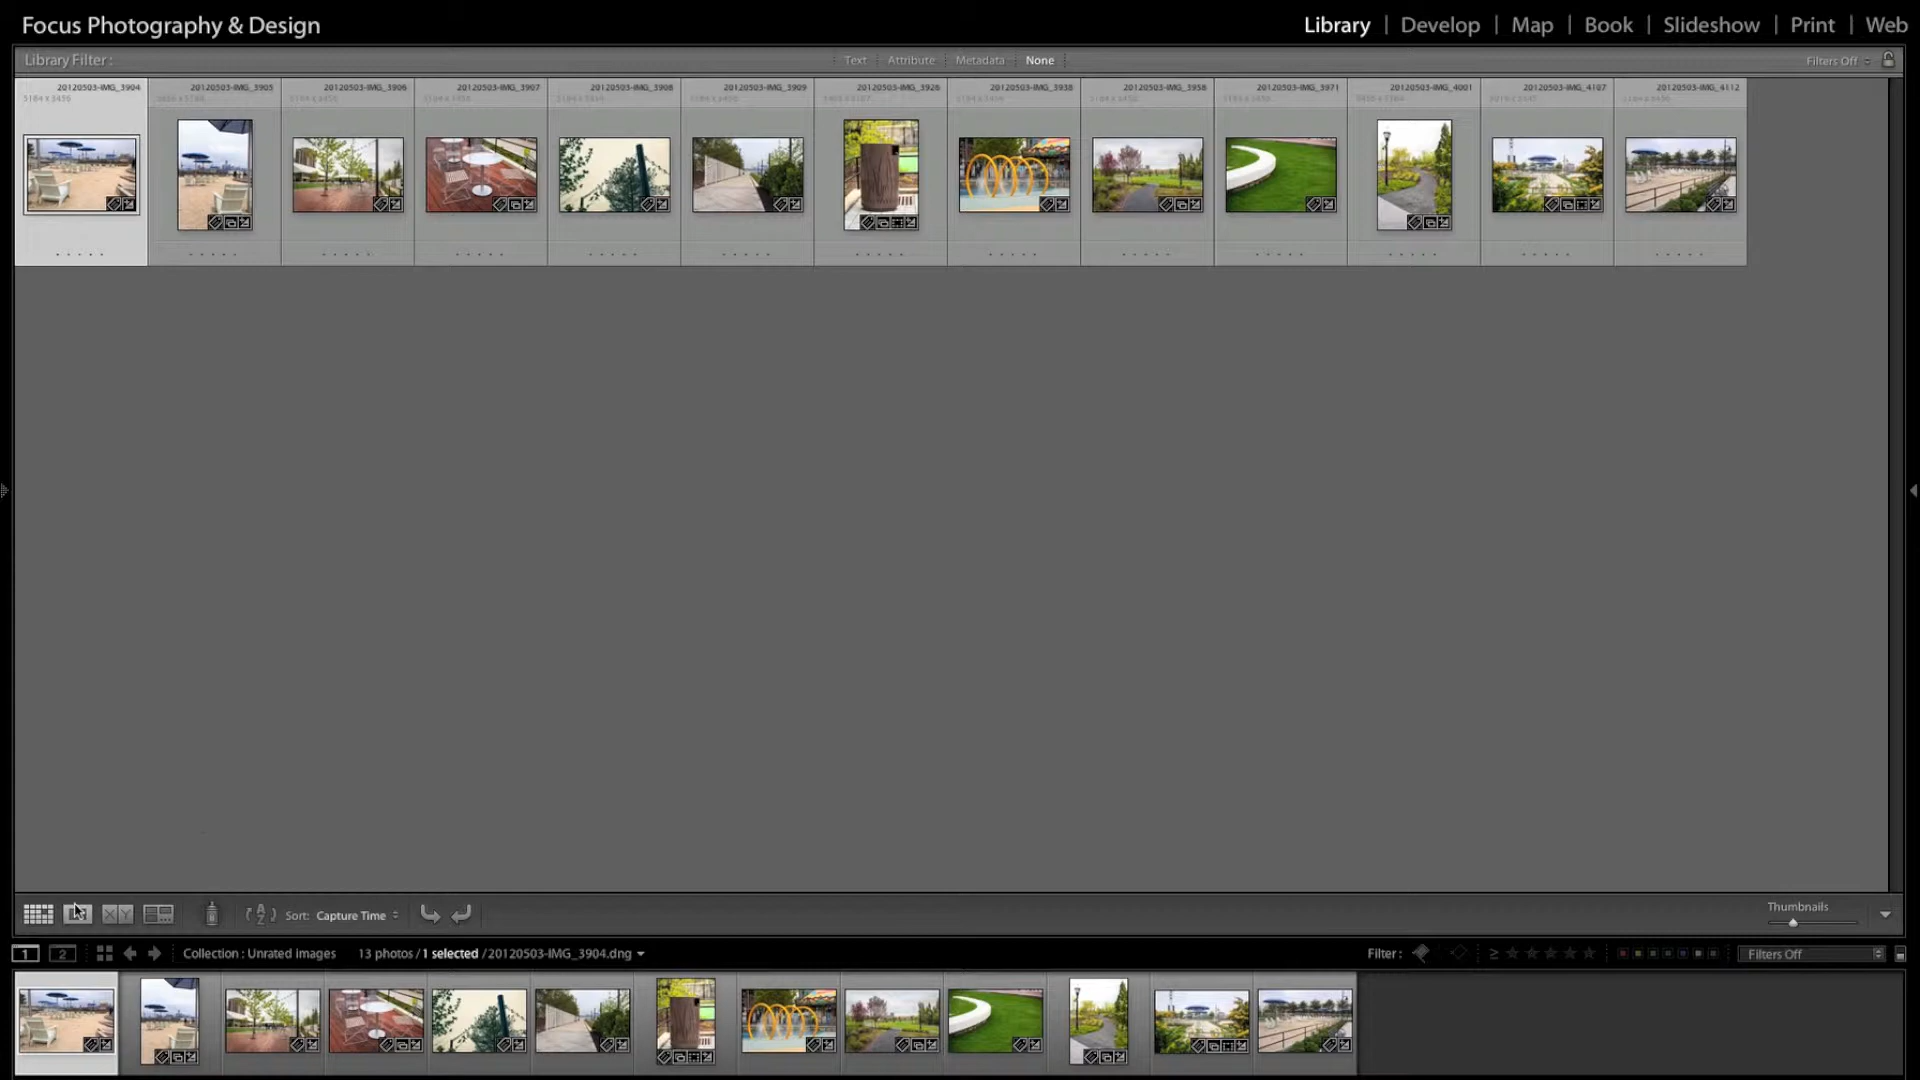 Focus Photography & Design
Library | Develop | Map | Book | Slideshow | Print | Web
Library Filter : Text Attribute Metadata None Filters Off
20120503-IMG_3904 20120503-IMG_3905 20120503-IMG_3906 20120503-IMG_3907 20120503-IMG_3908 20120503-IMG_3909 20120503-IMG_3926 20120503-IMG_3938 20120503-IMG_3958 20120503-IMG_3971 20120503-IMG_4001 20120503-IMG_4107 20120503-IMG_4112
5184 x 3456
XY Sort: Capture Time Thumbnails
1 2 Collection : Unrated images 13 photos / 1 selected / 20120503-IMG_3904.dng Filter : Filters Off